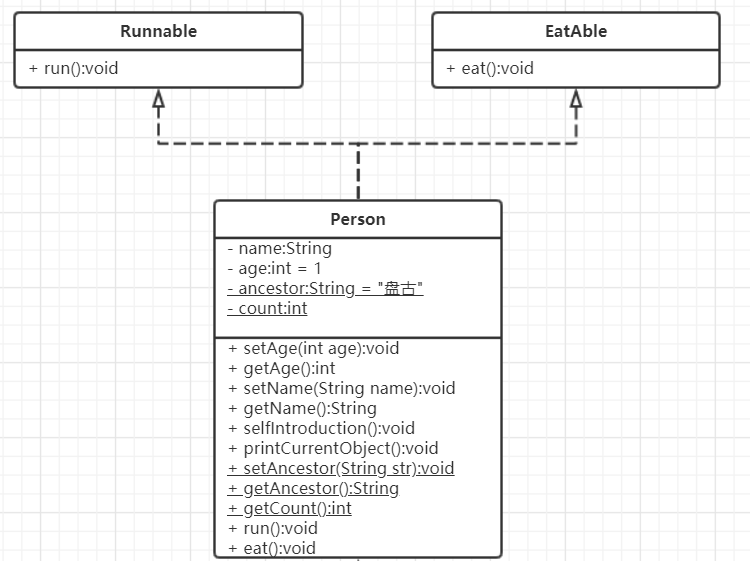 Runnable
+ run():void
EatAble
+ eat():void
Person
- name:String
- age:int = 1
- ancestor:String = "盘古"
- count:int
+ setAge(int age):void
+ getAge():int
+ setName(String name):void
+ getName():String
+ selfIntroduction():void
+ printCurrentObject():void
+ setAncestor(String str):void
+ getAncestor():String
+ getCount():int
+ run():void
+ eat():void